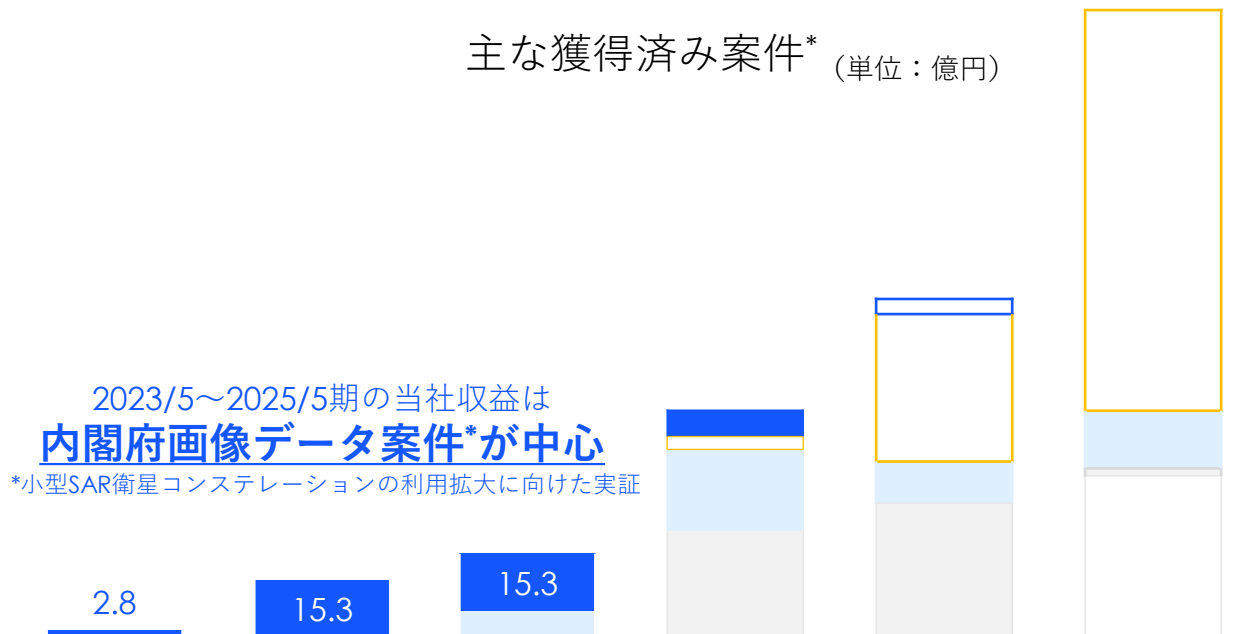 主な獲得済み案件* (単位：億円)
2023/5～2025/5期の当社収益は
内閣府画像データ案件*が中心
*小型SAR衛星コンステレーションの利用拡大に向けた実証
2.8
15.3
15.3